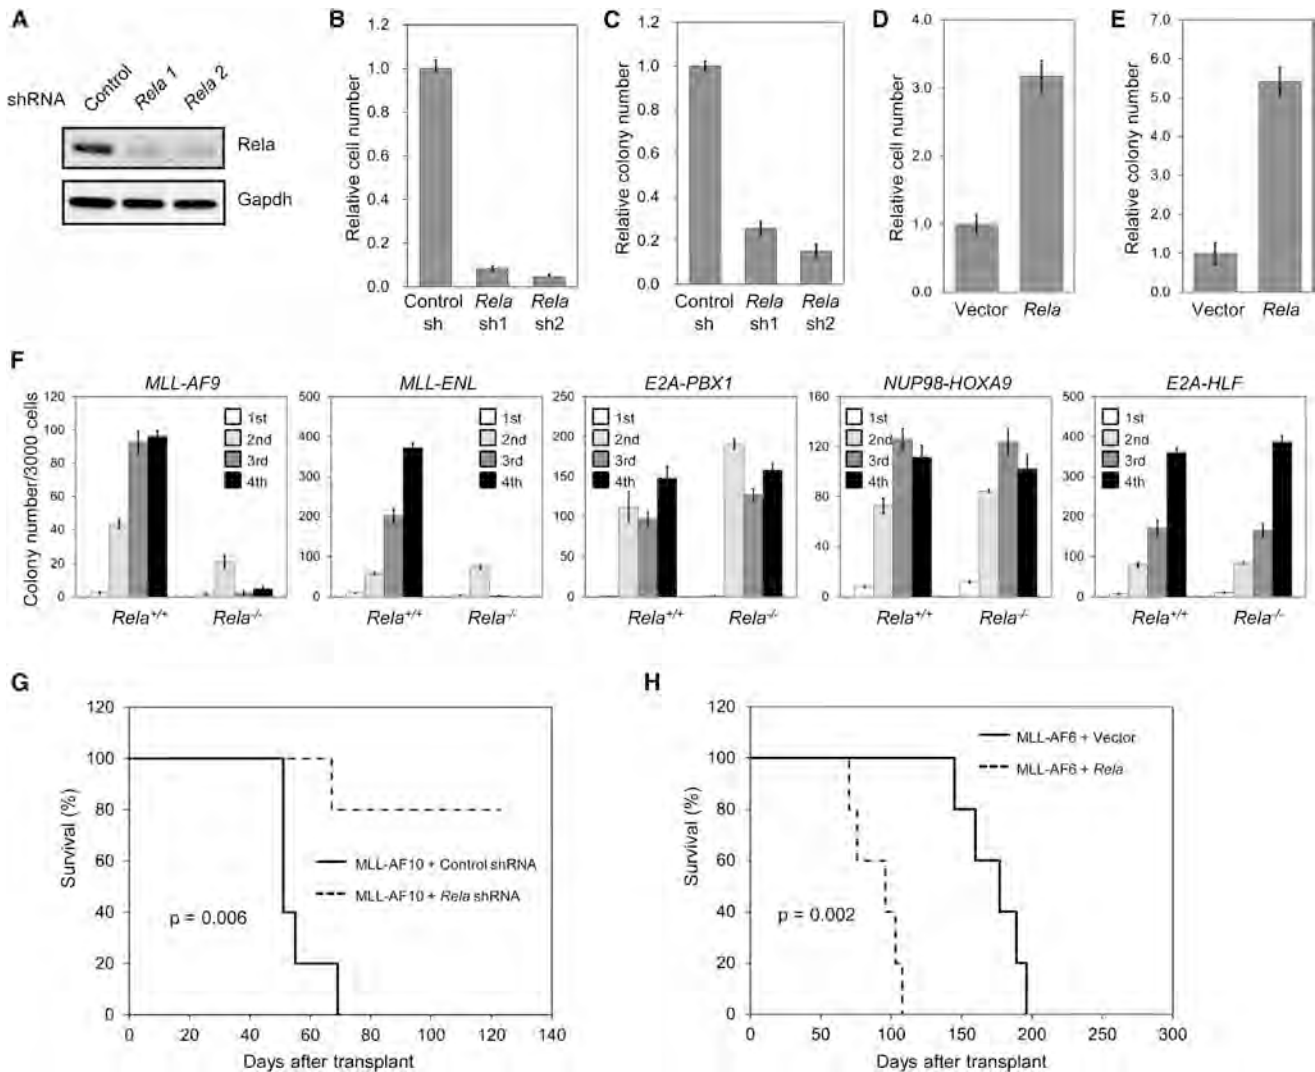 A
shRNA
Control
Rela 1
Rela 2
Rela
Gapdh
B
Relative cell number
1.2
1.0
0.8
0.6
0.4
0.2
0.0
Control sh
Rela sh1
Rela sh2
C
Relative colony number
1.2
1.0
0.8
0.6
0.4
0.2
0.0
Control sh
Rela sh1
Rela sh2
D
Relative cell number
4.0
3.0
2.0
1.0
0.0
Vector
Rela
E
Relative colony number
7.0
6.0
5.0
4.0
3.0
2.0
1.0
0.0
Vector
Rela
F
Colony number/3000 cells
MLL-AF9
120
100
80
60
40
20
0
1st
2nd
3rd
4th
Rela+/+
Rela-/-
MLL-ENL
500
400
300
200
100
0
1st
2nd
3rd
4th
Rela+/+
Rela-/-
E2A-PBX1
250
200
150
100
50
0
1st
2nd
3rd
4th
Rela+/+
Rela-/-
NUP98-HOXA9
160
120
80
40
0
1st
2nd
3rd
4th
Rela+/+
Rela-/-
E2A-HLF
500
400
300
200
100
0
1st
2nd
3rd
4th
Rela+/+
Rela-/-
G
Survival (%)
120
100
80
60
40
20
0
MLL-AF10 + Control shRNA
MLL-AF10 + Rela shRNA
p = 0.006
0
20
40
60
80
100
120
140
Days after transplant
H
Survival (%)
120
100
80
60
40
20
0
MLL-AF6 + Vector
MLL-AF6 + Rela
p = 0.002
0
50
100
150
200
250
300
Days after transplant